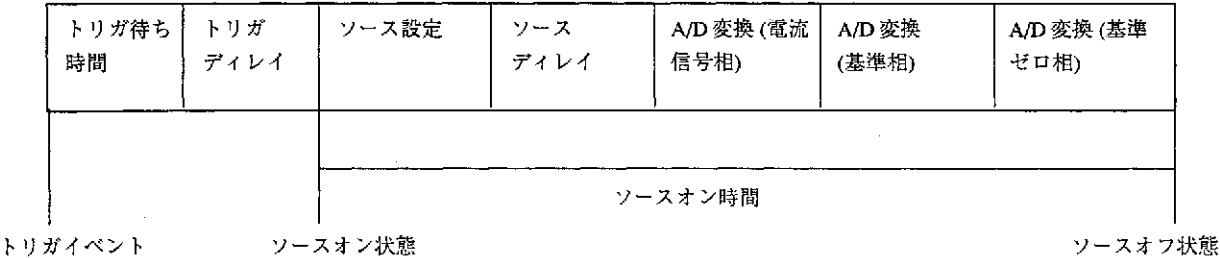 トリガ待ち時間
トリガディレイ
ソース設定
ソースディレイ
A/D 変換 (電流信号相)
A/D 変換 (基準相)
A/D 変換 (基準ゼロ相)
ソースオン時間
トリガイベント
ソースオン状態
ソースオフ状態